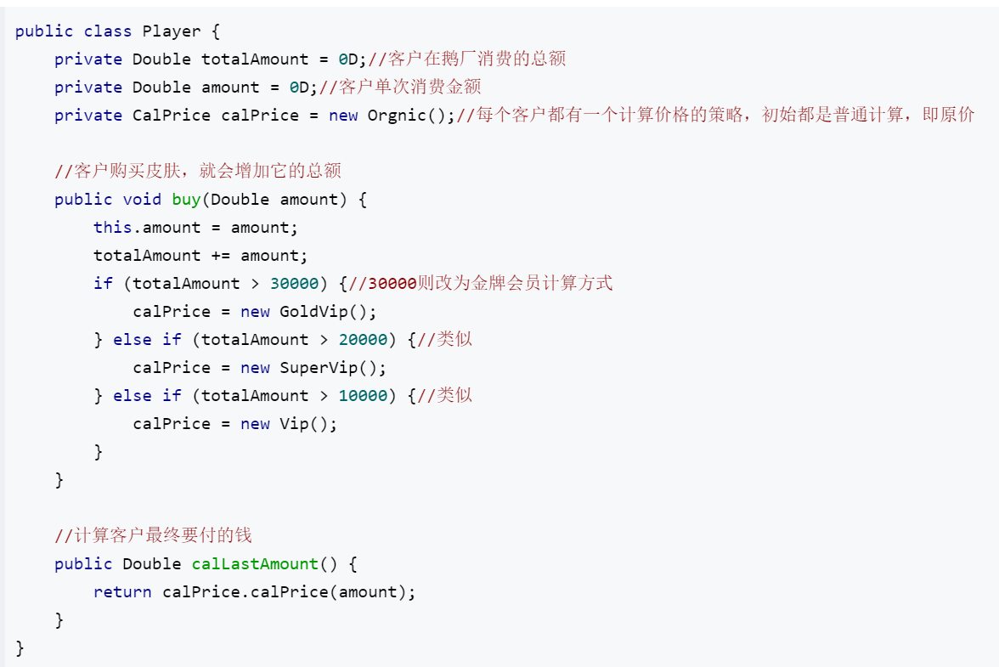 public class Player {
    private Double totalAmount = 0D;//客户在鹅厂消费的总额
    private Double amount = 0D;//客户单次消费金额
    private CalPrice calPrice = new Orgnic();//每个客户都有一个计算价格的策略，初始都是普通计算，即原价
    //客户购买皮肤，就会增加它的总额
    public void buy(Double amount) {
        this.amount = amount;
        totalAmount += amount;
        if (totalAmount > 30000) {//30000则改为金牌会员计算方式
            calPrice = new GoldVip();
        } else if (totalAmount > 20000) {//类似
            calPrice = new SuperVip();
        } else if (totalAmount > 10000) {//类似
            calPrice = new Vip();
        }
    }
    //计算客户最终要付的钱
    public Double calLastAmount() {
        return calPrice.calPrice(amount);
    }
}